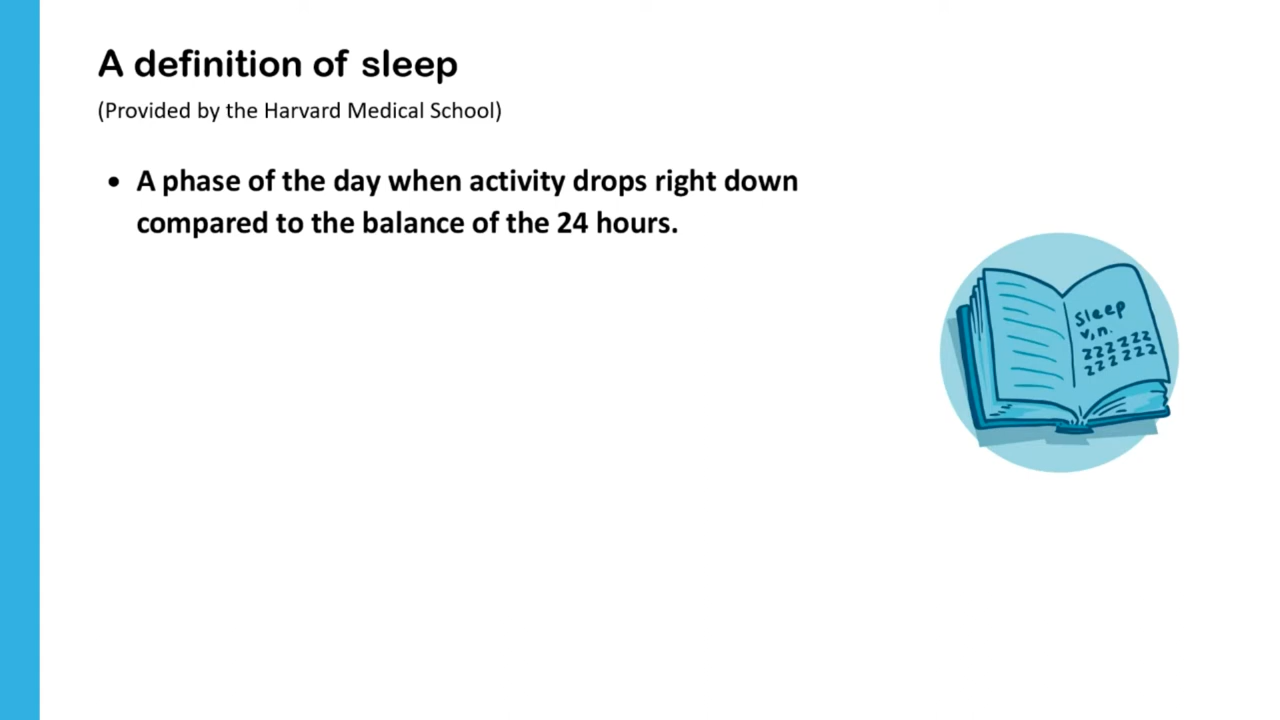 A definition of sleep
(Provided by the Harvard Medical School)
• A phase of the day when activity drops right down
compared to the balance of the 24 hours.
Sleep
v, n.
zzzzzz
zzzzzz